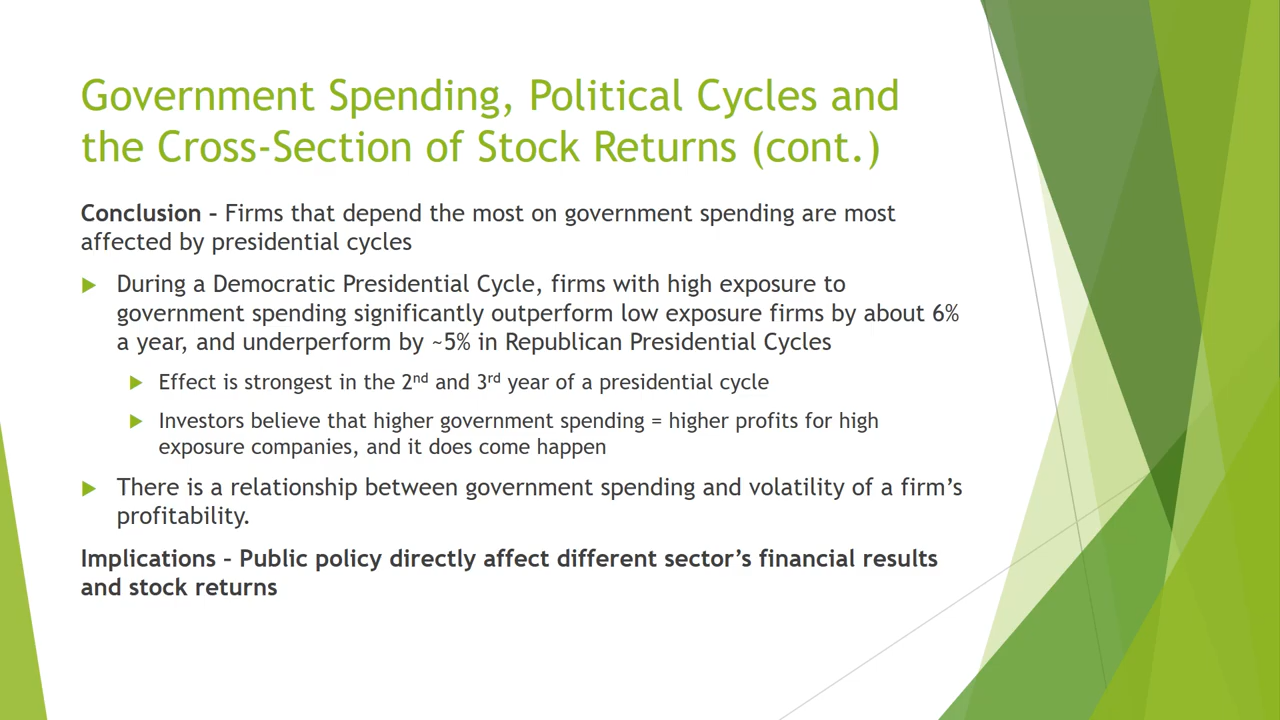 Government Spending, Political Cycles and
the Cross-Section of Stock Returns (cont.)
Conclusion – Firms that depend the most on government spending are most
affected by presidential cycles
During a Democratic Presidential Cycle, firms with high exposure to
government spending significantly outperform low exposure firms by about 6%
a year, and underperform by ~5% in Republican Presidential Cycles
Effect is strongest in the 2nd and 3rd year of a presidential cycle
Investors believe that higher government spending = higher profits for high
exposure companies, and it does come happen
There is a relationship between government spending and volatility of a firm's
profitability.
Implications – Public policy directly affect different sector's financial results
and stock returns